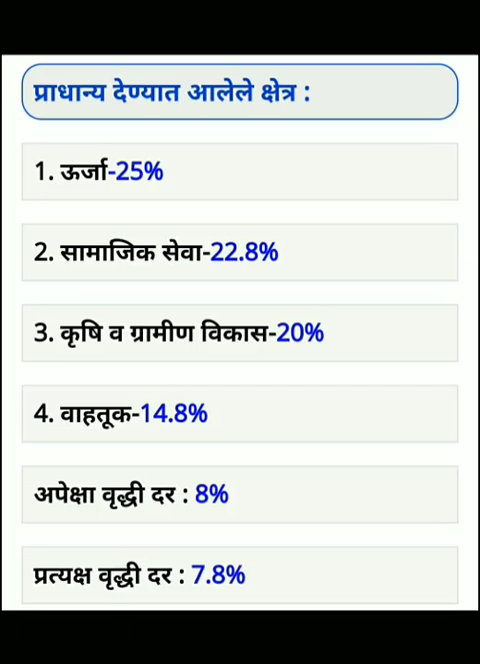 प्राधान्य देण्यात आलेले क्षेत्र :
1. ऊर्जा-25%
2. सामाजिक सेवा-22.8%
3. कृषि व ग्रामीण विकास-20%
4. वाहतूक-14.8%
अपेक्षा वृद्धी दर : 8%
प्रत्यक्ष वृद्धी दर : 7.8%